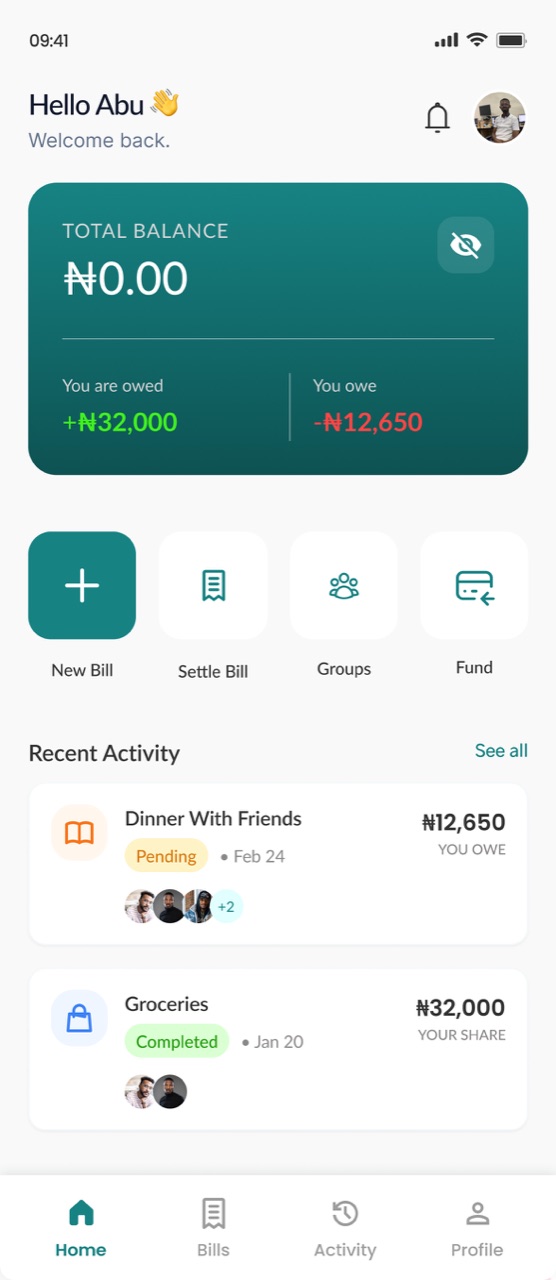 09:41
Hello Abu 👋
Welcome back.
TOTAL BALANCE
₦0.00
You are owed
+₦32,000
You owe
-₦12,650
New Bill
Settle Bill
Groups
Fund
Recent Activity
See all
Dinner With Friends
₦12,650
Pending • Feb 24
YOU OWE
+2
Groceries
₦32,000
Completed • Jan 20
YOUR SHARE
Home
Bills
Activity
Profile